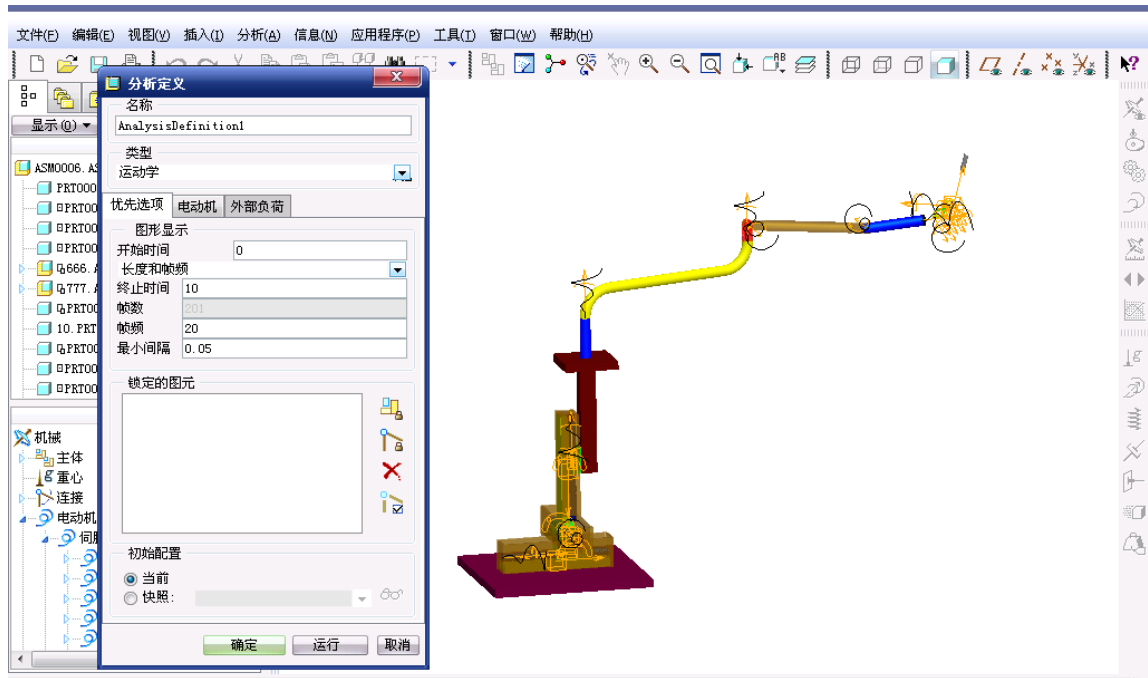 文件(F) 编辑(E) 视图(V) 插入(I) 分析(A) 信息(N) 应用程序(P) 工具(T) 窗口(W) 帮助(H)
分析定义
显示(O)
名称
AnalysisDefinition1
类型
运动学
优先选项 电动机 外部负荷
图形显示
开始时间 0
长度和帧频
终止时间 10
帧数 201
帧频 20
最小间隔 0.05
锁定的图元
初始配置
当前
快照:
确定 运行 取消
ASM0006. AS
PRT000
PRT00
PRT00
PRT00
666. A
777. A
PRT00
10. PRT
PRT00
PRT00
PRT00
机械
主体
重心
连接
电动机
伺服